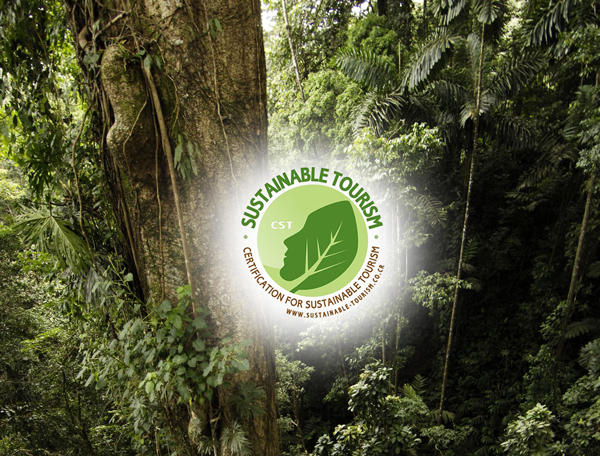 SUSTAINABLE TOURISM
CST
CERTIFICATION FOR SUSTAINABLE TOURISM
WWW.SUSTAINABLE-TOURISM.CO.CR